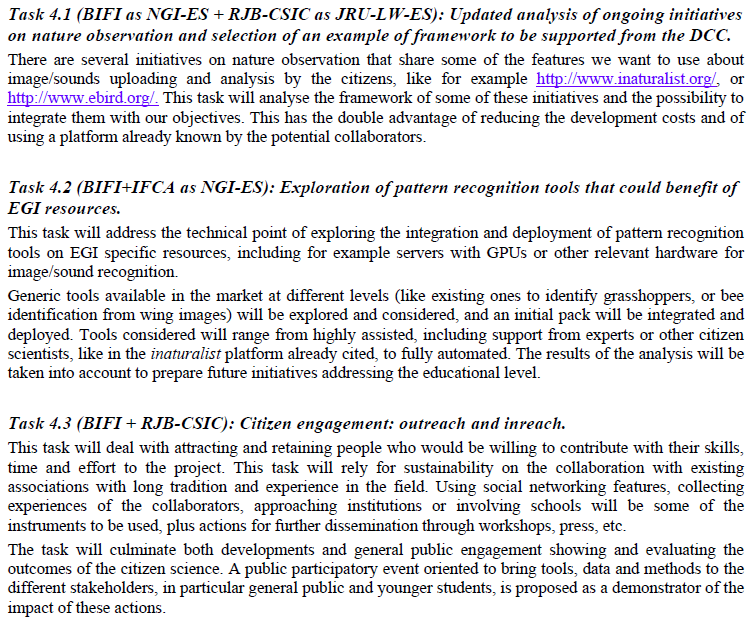 Task 4.1 (BIFI as NGI-ES + RJB-CSIC as JRU-LW-ES): Updated analysis of ongoing initiatives
on nature observation and selection of an example of framework to be supported from the DCC.
There are several initiatives on nature observation that share some of the features we want to use about
image/sounds uploading and analysis by the citizens, like for example http://www.inaturalist.org/, or
http://www.ebird.org/. This task will analyse the framework of some of these initiatives and the possibility to
integrate them with our objectives. This has the double advantage of reducing the development costs and of
using a platform already known by the potential collaborators.
Task 4.2 (BIFI+IFCA as NGI-ES): Exploration of pattern recognition tools that could benefit of
EGI resources.
This task will address the technical point of exploring the integration and deployment of pattern recognition
tools on EGI specific resources, including for example servers with GPUs or other relevant hardware for
image/sound recognition.
Generic tools available in the market at different levels (like existing ones to identify grasshoppers, or bee
identification from wing images) will be explored and considered, and an initial pack will be integrated and
deployed. Tools considered will range from highly assisted, including support from experts or other citizen
scientists, like in the inaturalist platform already cited, to fully automated. The results of the analysis will be
taken into account to prepare future initiatives addressing the educational level.
Task 4.3 (BIFI + RJB-CSIC): Citizen engagement: outreach and inreach.
This task will deal with attracting and retaining people who would be willing to contribute with their skills,
time and effort to the project. This task will rely for sustainability on the collaboration with existing
associations with long tradition and experience in the field. Using social networking features, collecting
experiences of the collaborators, approaching institutions or involving schools will be some of the
instruments to be used, plus actions for further dissemination through workshops, press, etc.
The task will culminate both developments and general public engagement showing and evaluating the
outcomes of the citizen science. A public participatory event oriented to bring tools, data and methods to the
different stakeholders, in particular general public and younger students, is proposed as a demonstrator of the
impact of these actions.